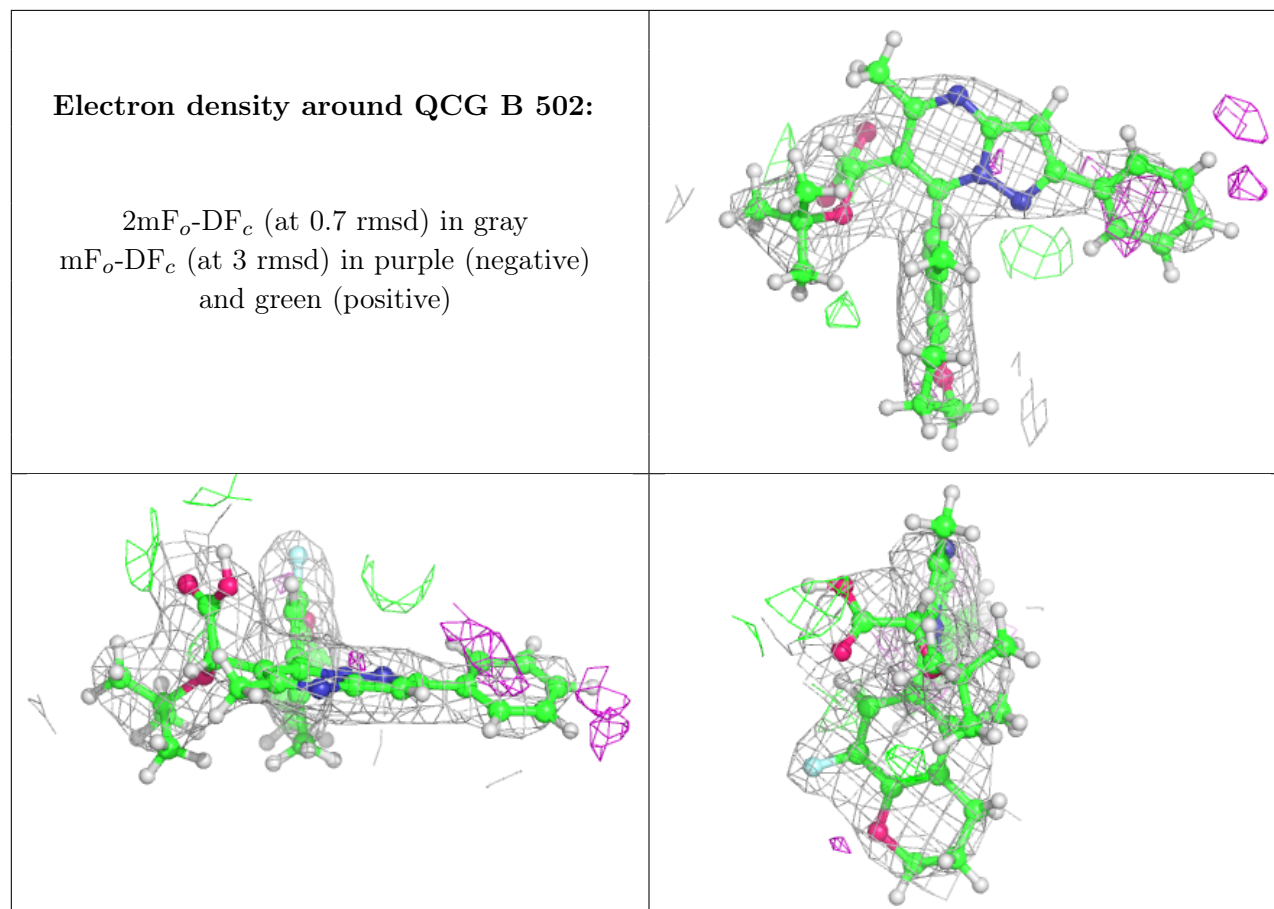 Electron density around QCG B 502:
2mFo-DFc (at 0.7 rmsd) in gray
mFo-DFc (at 3 rmsd) in purple (negative)
and green (positive)